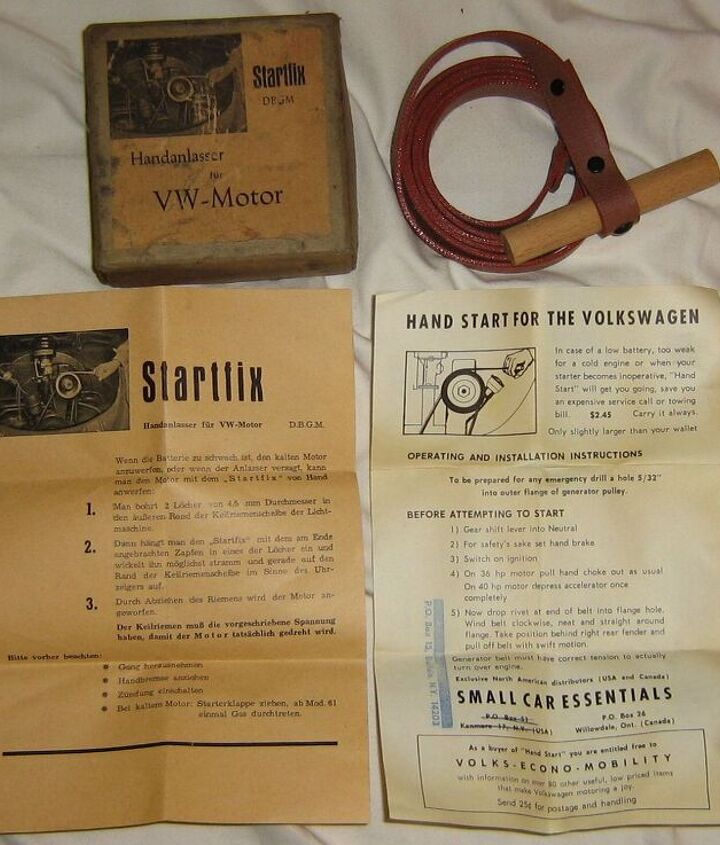 Startfix
DBGM
Handanlasser
für
VW-Motor
Startfix
Handanlasser für VW-Motor D.B.G.M.
Wenn die Batterie zu schwach ist, den kalten Motor
anzuwerfen, oder wenn der Anlasser versagt, kann
man den Motor mit dem „Startfix" von Hand
anwerfen:
1. Man bohrt 2 Löcher von 4,6 mm Durchmesser in
den äußeren Rand der Keilriemenscheibe der Licht-
maschine.
2. Dann hängt man den „Startfix" mit dem am Ende
angebrachten Zapfen in eines der Löcher ein und
wickelt ihn möglichst stramm und gerade auf den
Rand der Keilriemenscheibe im Sinne des Uhr-
zeigers auf.
3. Durch Abziehen des Riemens wird der Motor an-
geworfen.
Der Keilriemen muß die vorgeschriebene Spannung
haben, damit der Motor tatsächlich gedreht wird.
Bitte vorher beachten:
Gang herausnehmen
Handbremse anziehen
Zündung einschalten
Bei kaltem Motor: Starterklappe ziehen, ab Mod. 61
einmal Gas durchtreten.
HAND START FOR THE VOLKSWAGEN
In case of a low battery, too weak
for a cold engine or when your
starter becomes inoperative, "Hand
Start" will get you going, save you
an expensive service call or towing
bill. $2.45 Carry it always.
Only slightly larger than your wallet
OPERATING AND INSTALLATION INSTRUCTIONS
To be prepared for any emergency drill a hole 5/32"
into outer flange of generator pulley.
BEFORE ATTEMPTING TO START
1) Gear shift lever into Neutral
2) For safety's sake set hand brake
3) Switch on ignition
4) On 36 hp motor pull hand choke out as usual
On 40 hp motor depress accelerator once
completely
5) Now drop rivet at end of belt into flange hole.
Wind belt clockwise, neat and straight around
flange. Take position behind right rear fender and
pull off belt with swift motion.
Generator belt must have correct tension to actually
turn over engine.
Exclusive North American distributors (USA and Canada)
SMALL CAR ESSENTIALS
P.O. Box 51 P.O. Box 26
Kenmore 17, N.Y. (USA) Willowdale, Ont. (Canada)
P.O. Box N.Y. 14203
As a buyer of "Hand Start" you are entitled free to
VOLKS-ECONO-MOBILITY
with information on over 80 other useful, low priced items
that make Volkswagen motoring a joy.
Send 25¢ for postage and handling